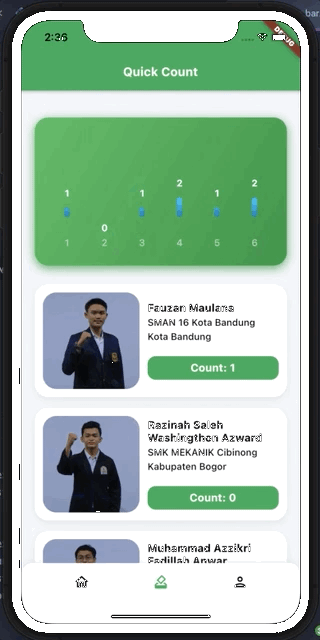 2:36
DEBUG
Quick Count
1
0
1
2
1
2
1
2
3
4
5
6
Fauzan Maulana
SMAN 16 Kota Bandung
Kota Bandung
Count: 1
Razinah Saleh
Washingthon Azward
SMK MEKANIK Cibinong
Kabupaten Bogor
Count: 0
Muhammad Azzikri
Fadillah Anwar
bar